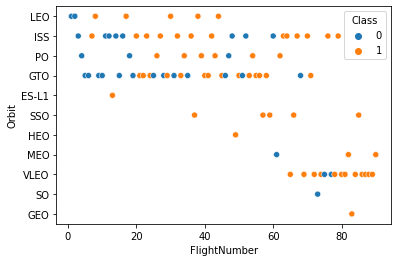 LEO
ISS
PO
GTO
ES-L1
SSO
HEO
MEO
VLEO
SO
GEO
Orbit
Class
0
1
0 20 40 60 80
FlightNumber